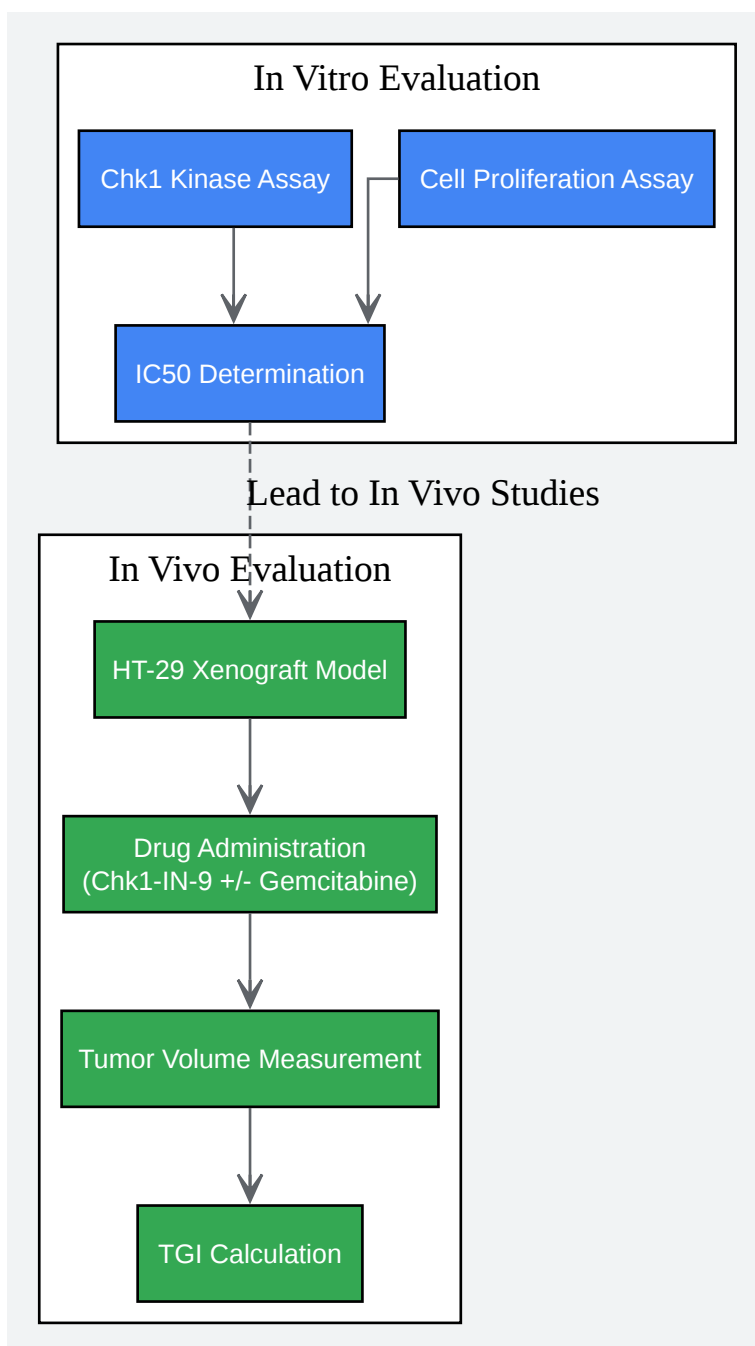 In Vitro Evaluation
Chk1 Kinase Assay
Cell Proliferation Assay
IC50 Determination
Lead to In Vivo Studies
In Vivo Evaluation
HT-29 Xenograft Model
Drug Administration
(Chk1-IN-9 +/- Gemcitabine)
Tumor Volume Measurement
TGI Calculation